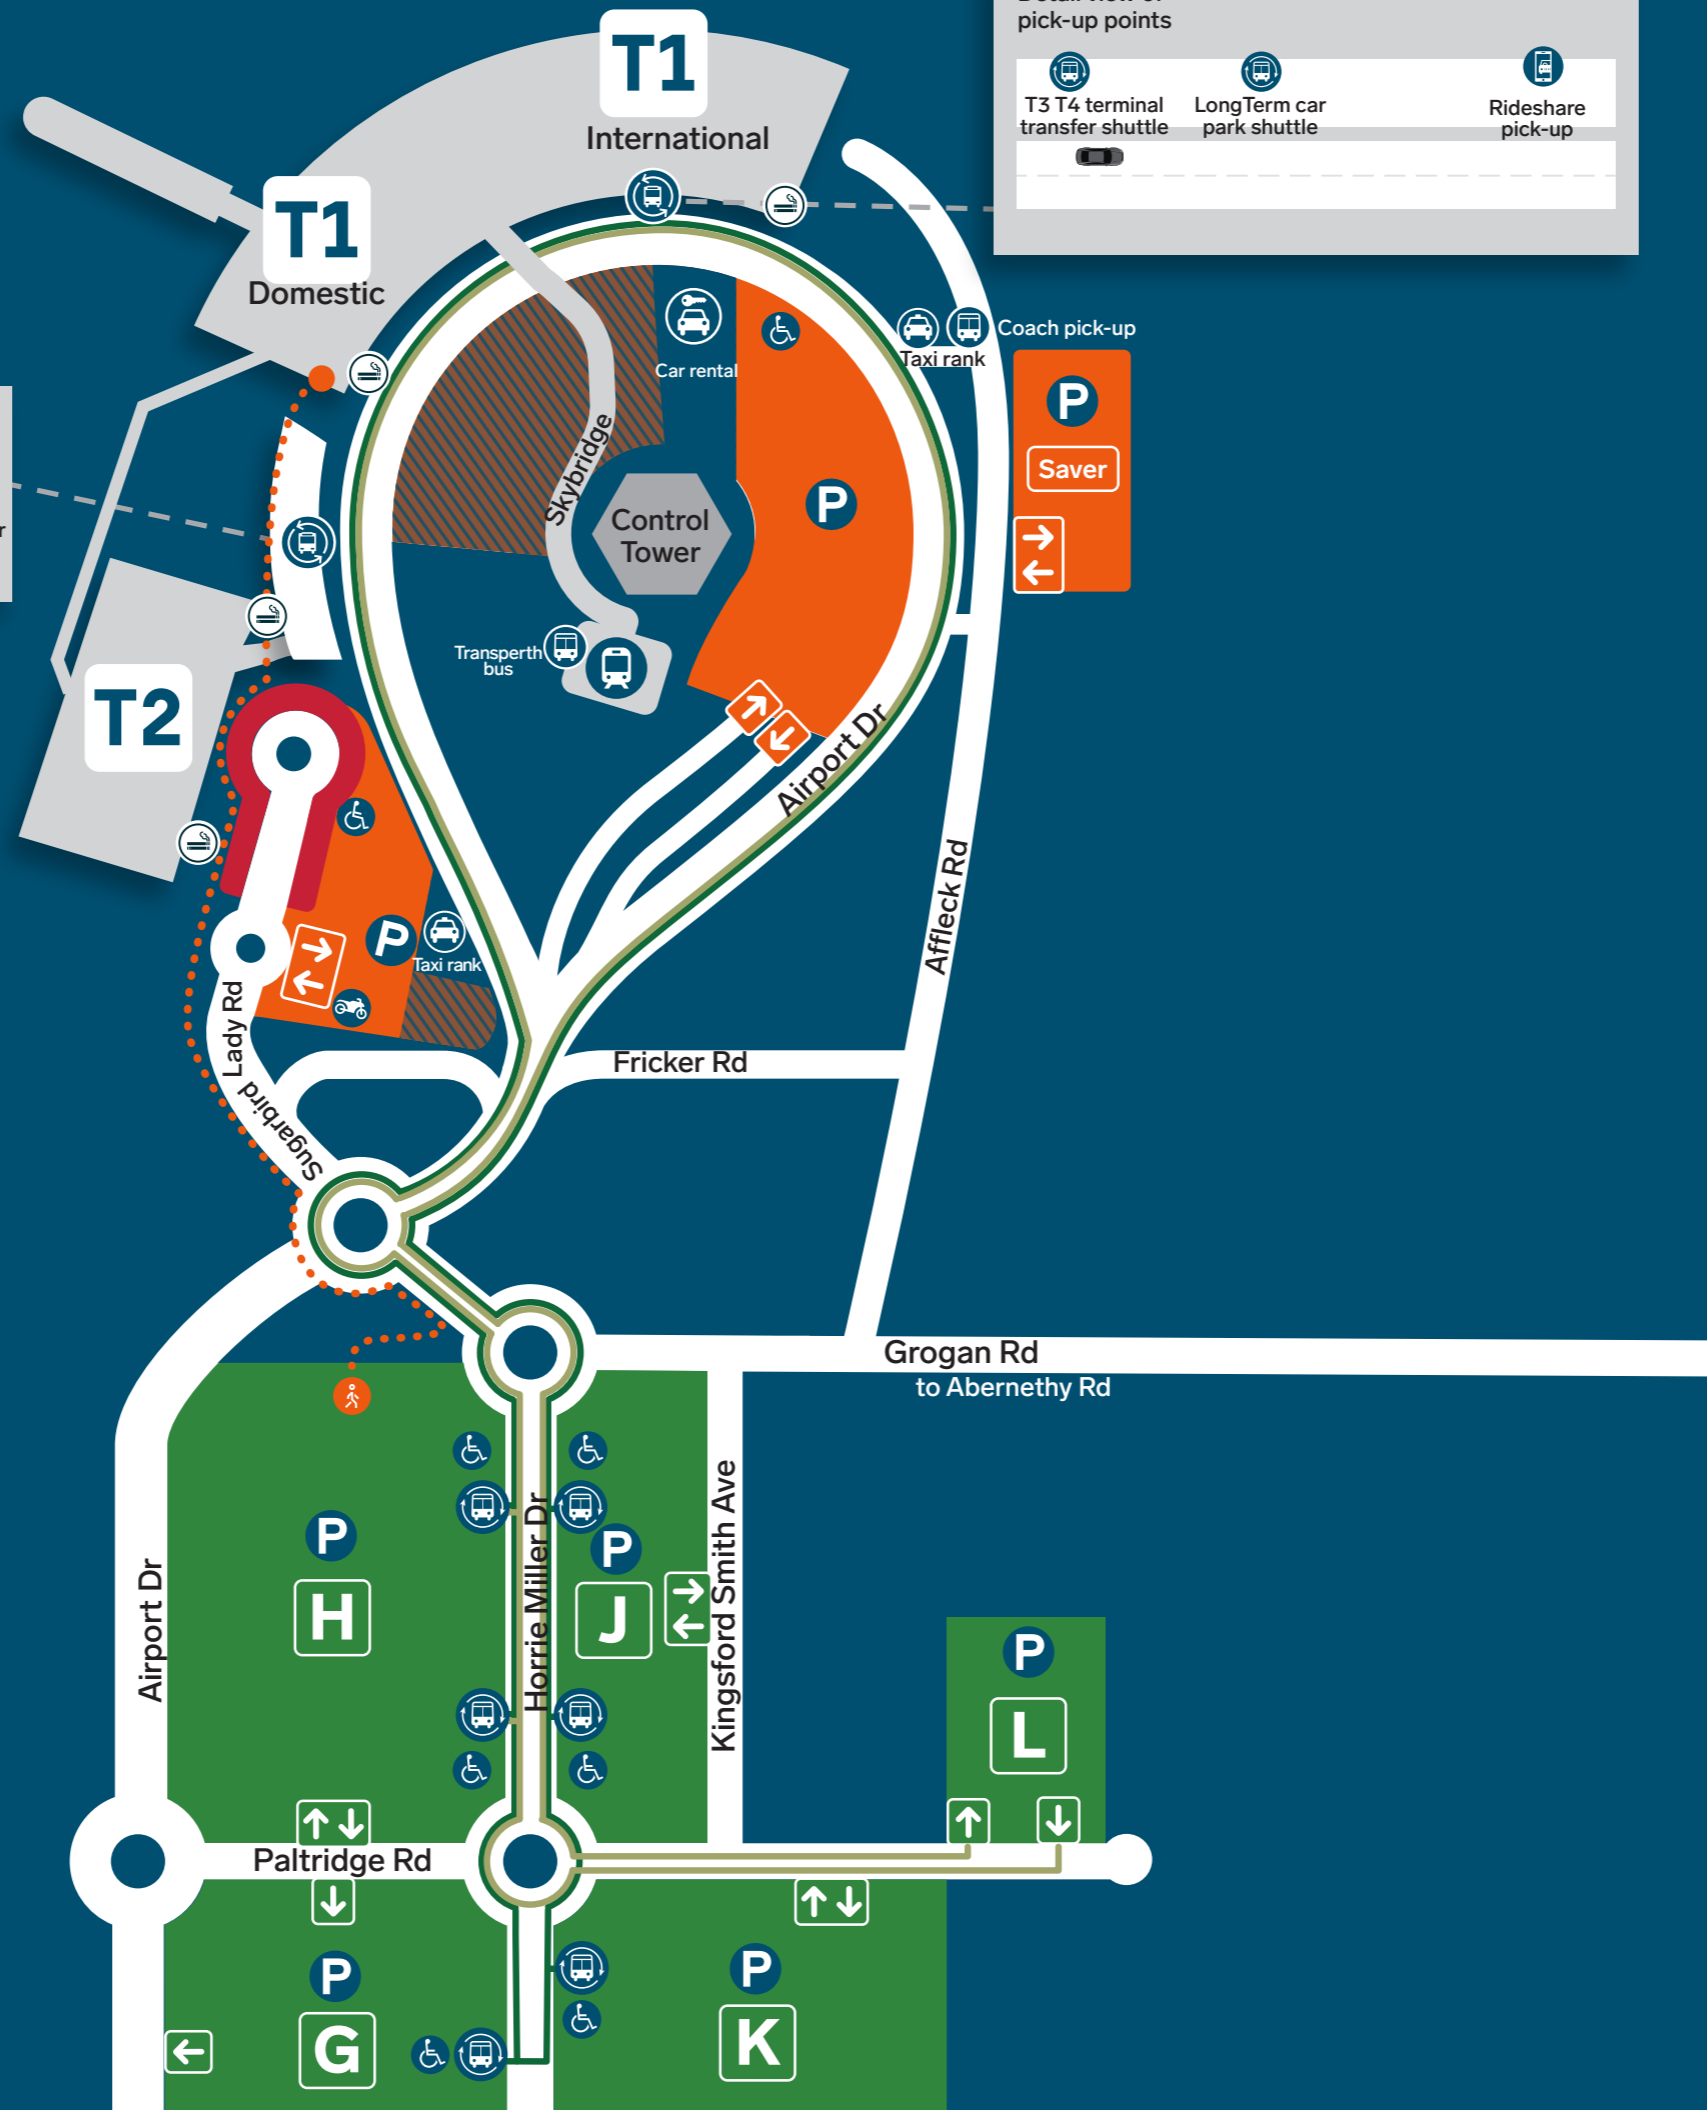 pick-up points
T3 T4 terminal
transfer shuttle
LongTerm car
park shuttle
Rideshare
pick-up
T1
International
T1
Domestic
Car rental
Coach pick-up
Taxi rank
P
Saver
Skybridge
Control
Tower
P
Transperth
bus
T2
Airport Dr
Affleck Rd
P
Taxi rank
Sugarbird
Lady Rd
Fricker Rd
Grogan Rd
to Abernethy Rd
Airport Dr
P
H
Horrie Miller Dr
P
J
Kingsford Smith Ave
P
L
Paltridge Rd
P
G
P
K